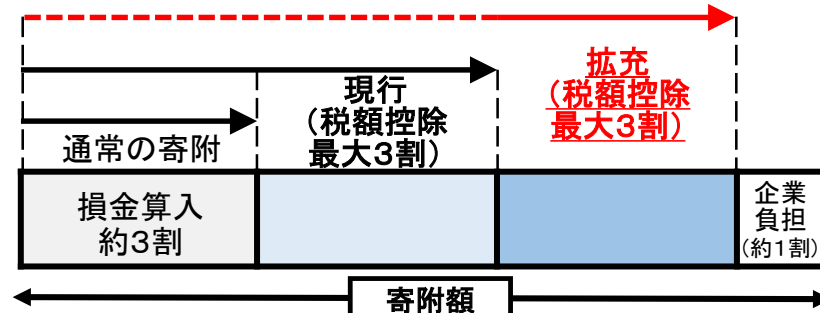 拡充
（税額控除
最大3割）
現行
（税額控除
最大3割）
通常の寄附
損金算入
約3割
企業
負担
(約1割)
寄附額